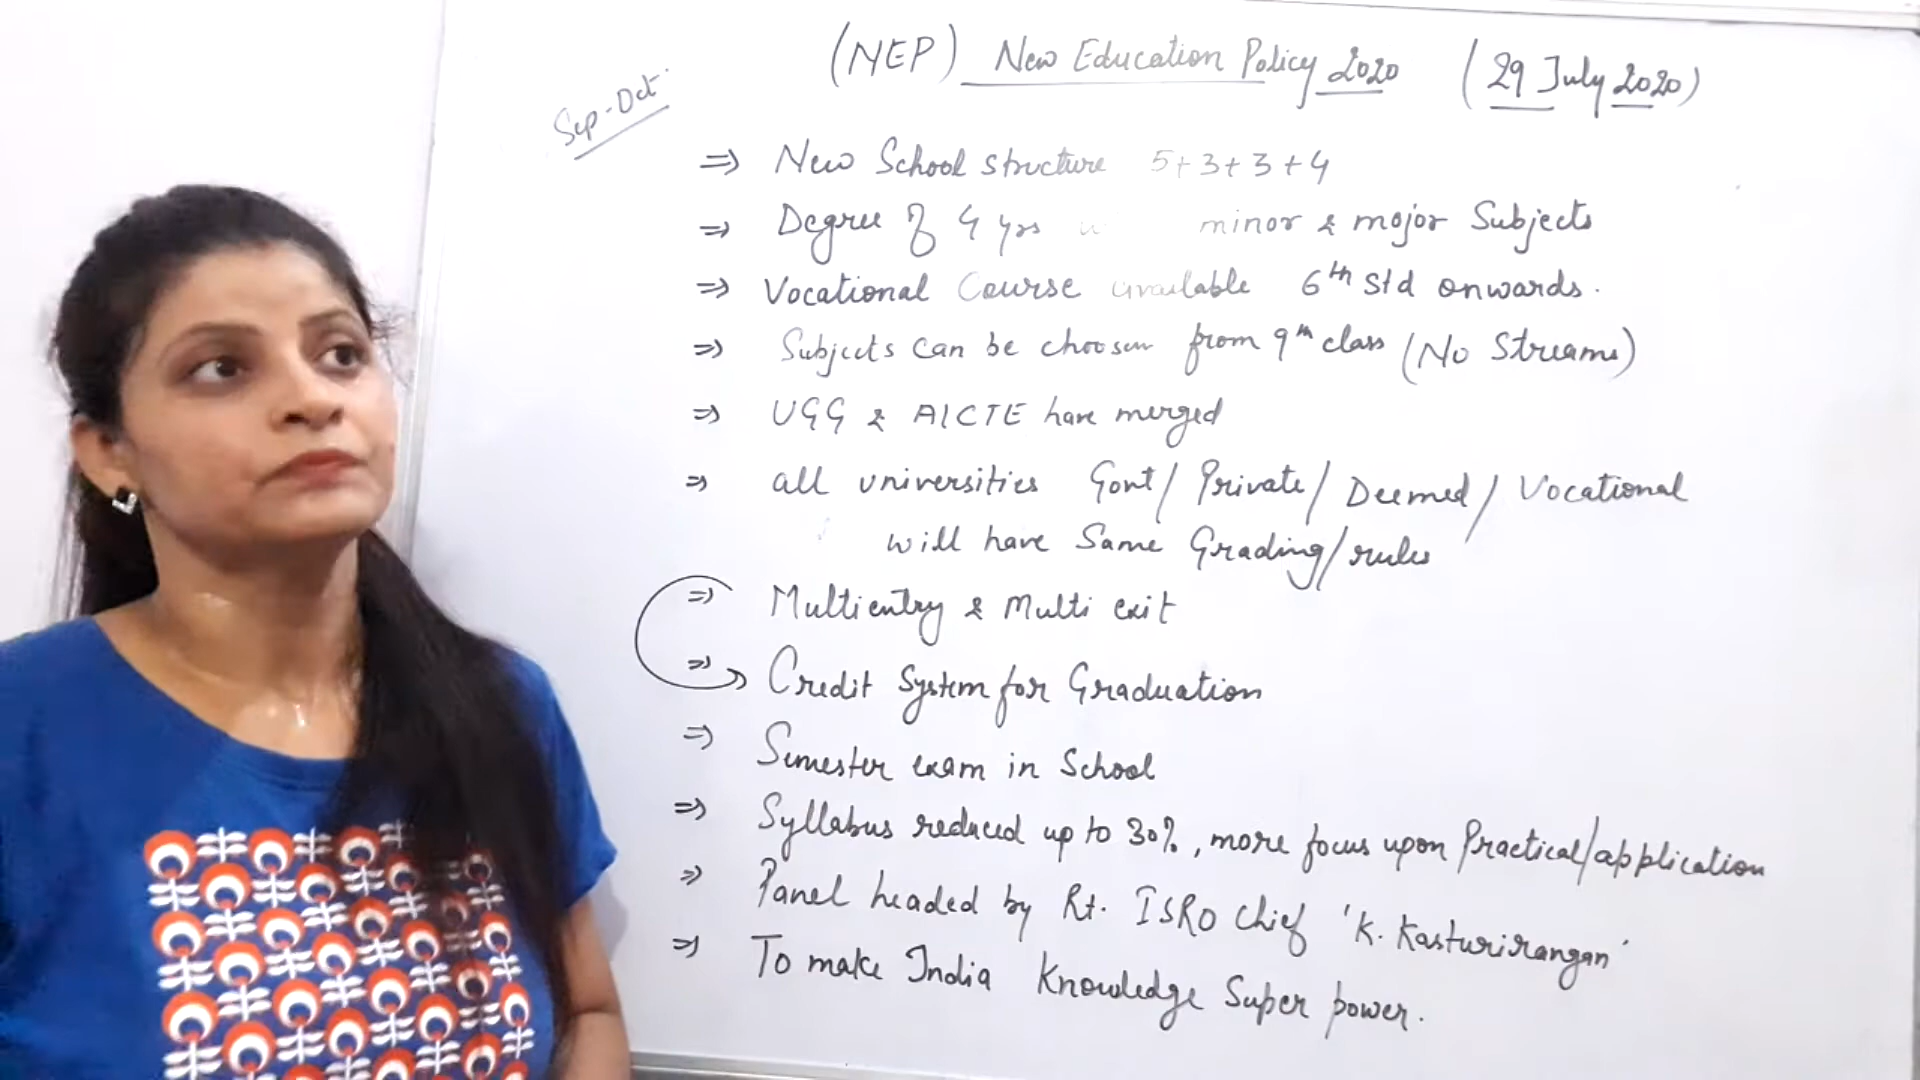 (NEP) New Education Policy 2020 (29 July 2020)
Sep-Oct.
⇒ New School structure 5+3+3+4
⇒ Degree of 4 yrs minor & mojor Subjects
⇒ Vocational Course available 6th Std onwards.
⇒ Subjects can be choosen from 9th class (No Streams)
⇒ UGG & AICTE have merged
⇒ all universities Govt/ Private/ Deemed/ Vocational
will have Same Grading/rules
⇒ Multientry & Multi exit
⇒ Credit System for Graduation
⇒ Semester exam in School
⇒ Syllabus reduced up to 30%, more focus upon Practical/application
⇒ Panel headed by Rt. ISRO Chief 'K. Kasturirangan'
⇒ To make India Knowledge Super power.